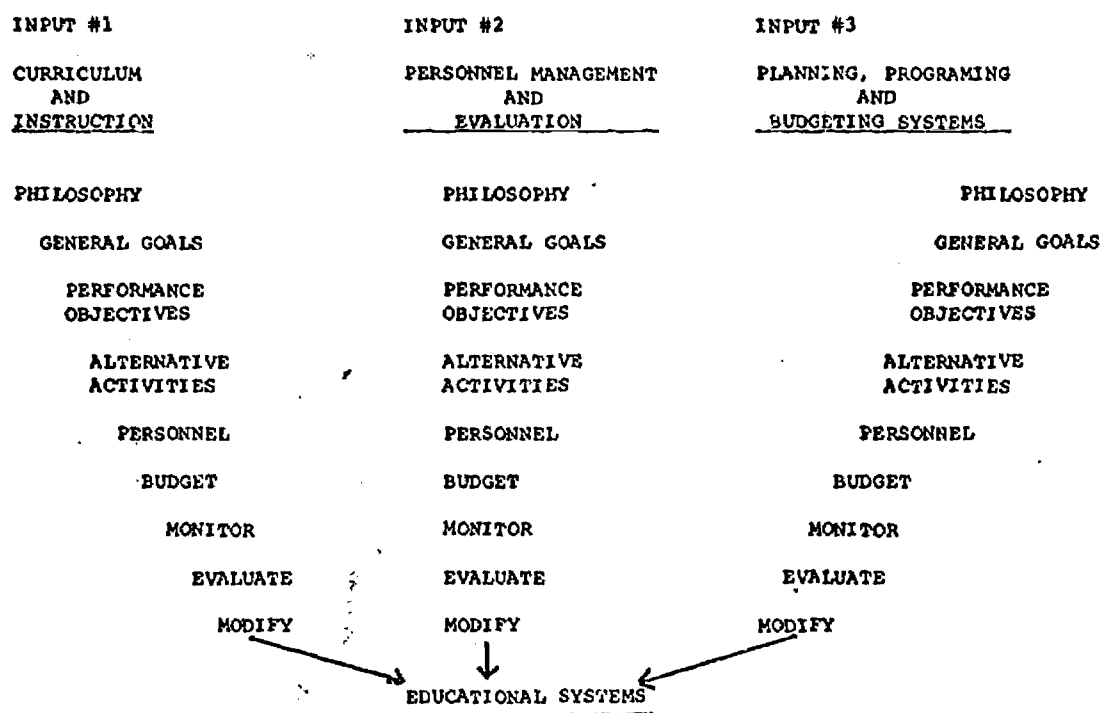 INPUT #1 INPUT #2 INPUT #3
CURRICULUM PERSONNEL MANAGEMENT PLANNING, PROGRAMING
AND AND AND
INSTRUCTION EVALUATION BUDGETING SYSTEMS
PHILOSOPHY PHILOSOPHY PHILOSOPHY
GENERAL GOALS GENERAL GOALS GENERAL GOALS
PERFORMANCE PERFORMANCE PERFORMANCE
OBJECTIVES OBJECTIVES OBJECTIVES
ALTERNATIVE ALTERNATIVE ALTERNATIVE
ACTIVITIES ACTIVITIES ACTIVITIES
PERSONNEL PERSONNEL PERSONNEL
BUDGET BUDGET BUDGET
MONITOR MONITOR MONITOR
EVALUATE EVALUATE EVALUATE
MODIFY MODIFY MODIFY
EDUCATIONAL SYSTEMS